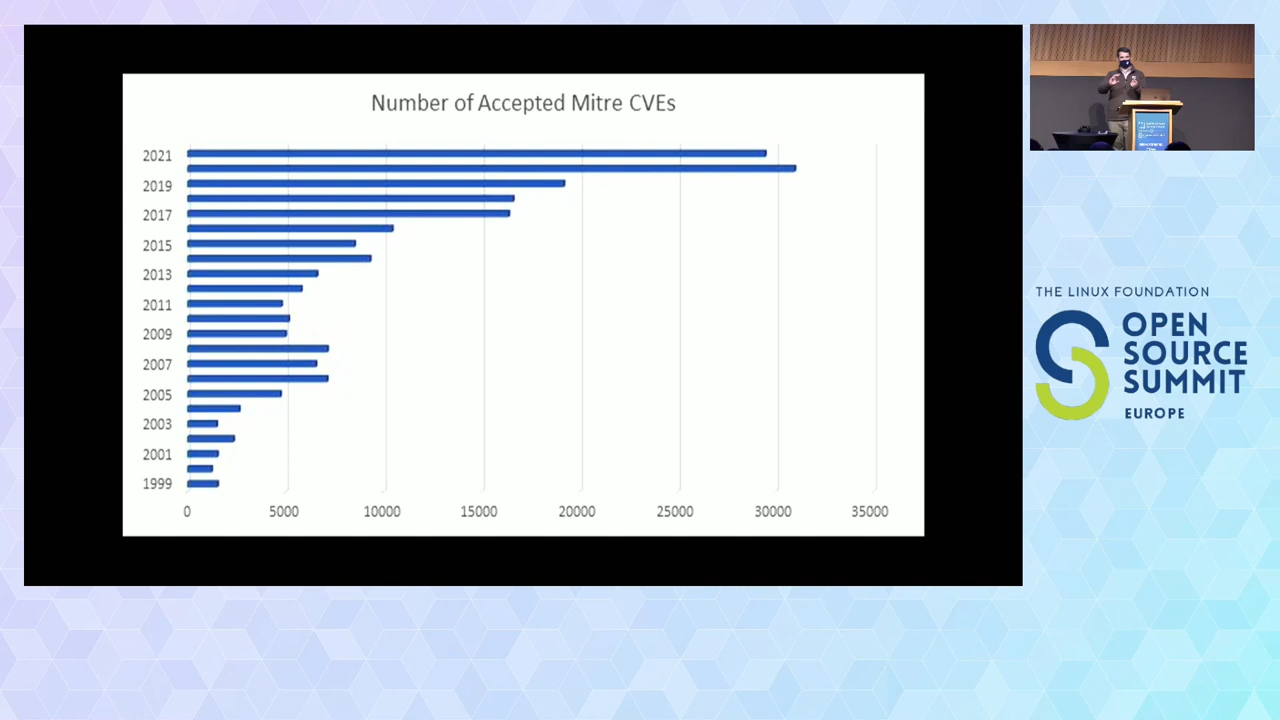 Number of Accepted Mitre CVEs
2021
2019
2017
2015
2013
2011
2009
2007
2005
2003
2001
1999
0 5000 10000 15000 20000 25000 30000 35000
THE LINUX FOUNDATION
OPEN
SOURCE
SUMMIT
EUROPE